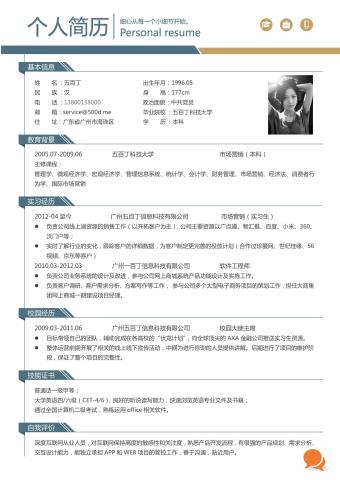 个人简历
细心从每一个小细节开始。
Personal resume
基本信息
姓 名：五百丁
出生年月：1996.05
民 族：汉
身 高：177cm
电 话：13800138000
政治面貌：中共党员
邮 箱：service@500d.me
毕业院校：五百丁科技大学
住 址：广东省广州市海珠区
学 历：本科
教育背景
2005.07-2009.06 五百丁科技大学 市场营销（本科）
主修课程：
管理学、微观经济学、宏观经济学、管理信息系统、统计学、会计学、财务管理、市场营销、经济法、消费者行
为学、国际市场营销
实习经历
2012-04 至今 广州五百丁信息科技有限公司 市场营销（实习生）
负责公司线上端资源的销售工作（以开拓客户为主），公司主要资源以广点通、智汇推、百度、小米、360、
沃门户等；
实时了解行业的变化，跟踪客户的详细数据，为客户制定更完善的投放计划（合作过珍爱网、世纪佳缘、56
视频、京东等客户）
2010.03-2012.03 广州一百丁信息科技有限公司 软件工程师
负责公司业务系统的设计及改进，参与公司网上商城系统产品功能设计及实施工作。
负责客户调研、客户需求分析、方案写作等工作，参与公司多个大型电子商务项目的策划工作，担任大商集
团网上商城一期建设项目经理。
校园经历
2009.03-2011.06 广州五百丁信息科技有限公司 校园大使主席
目标带领自己的团队，辅助完成在各高校的“伏龙计划”，向全球顶尖的 AXA 金融公司推送实习生资源。
整体运营前期开展了相关的线上线下宣传活动，中期为进行咨询的人员提供讲解。后期进行了项目的维护阶
段，保证了整个项目的完整性。
技能证书
普通话一级甲等；
大学英语四/六级（CET-4/6），良好的听说读写能力，快速浏览英语专业文件及书籍；
通过全国计算机二级考试，熟练运用 office 相关软件。
自我评价
深度互联网从业人员，对互联网保持高度的敏感性和关注度，熟悉产品开发流程，有很强的产品规划、需求分析、
交互设计能力，能独立承担 APP 和 WEB 项目的管控工作，善于沟通，贴近用户。